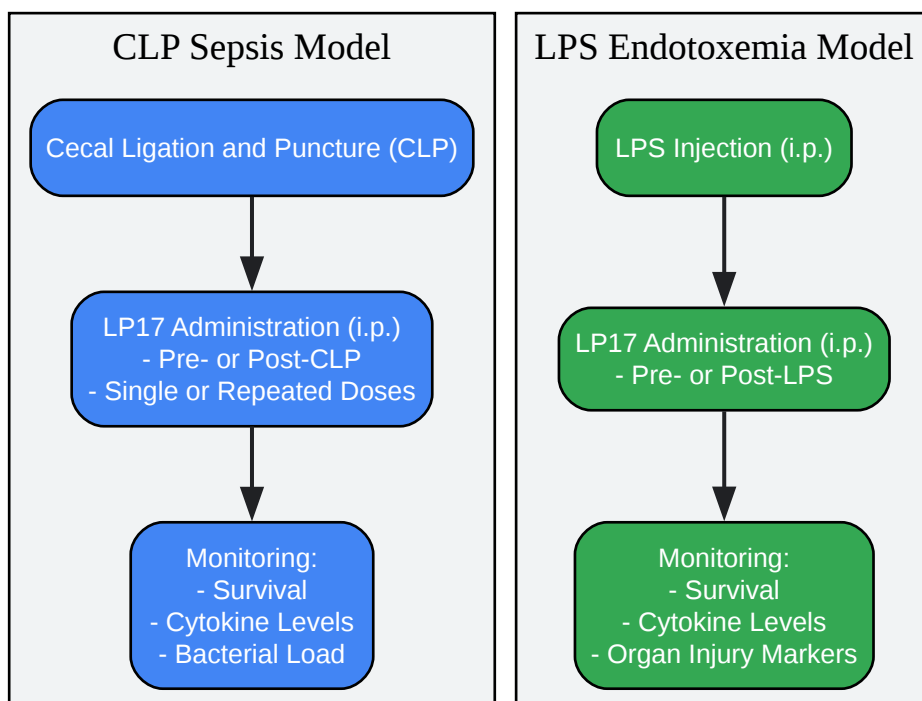 CLP Sepsis Model
Cecal Ligation and Puncture (CLP)
LP17 Administration (i.p.)
- Pre- or Post-CLP
- Single or Repeated Doses
Monitoring:
- Survival
- Cytokine Levels
- Bacterial Load
LPS Endotoxemia Model
LPS Injection (i.p.)
LP17 Administration (i.p.)
- Pre- or Post-LPS
Monitoring:
- Survival
- Cytokine Levels
- Organ Injury Markers